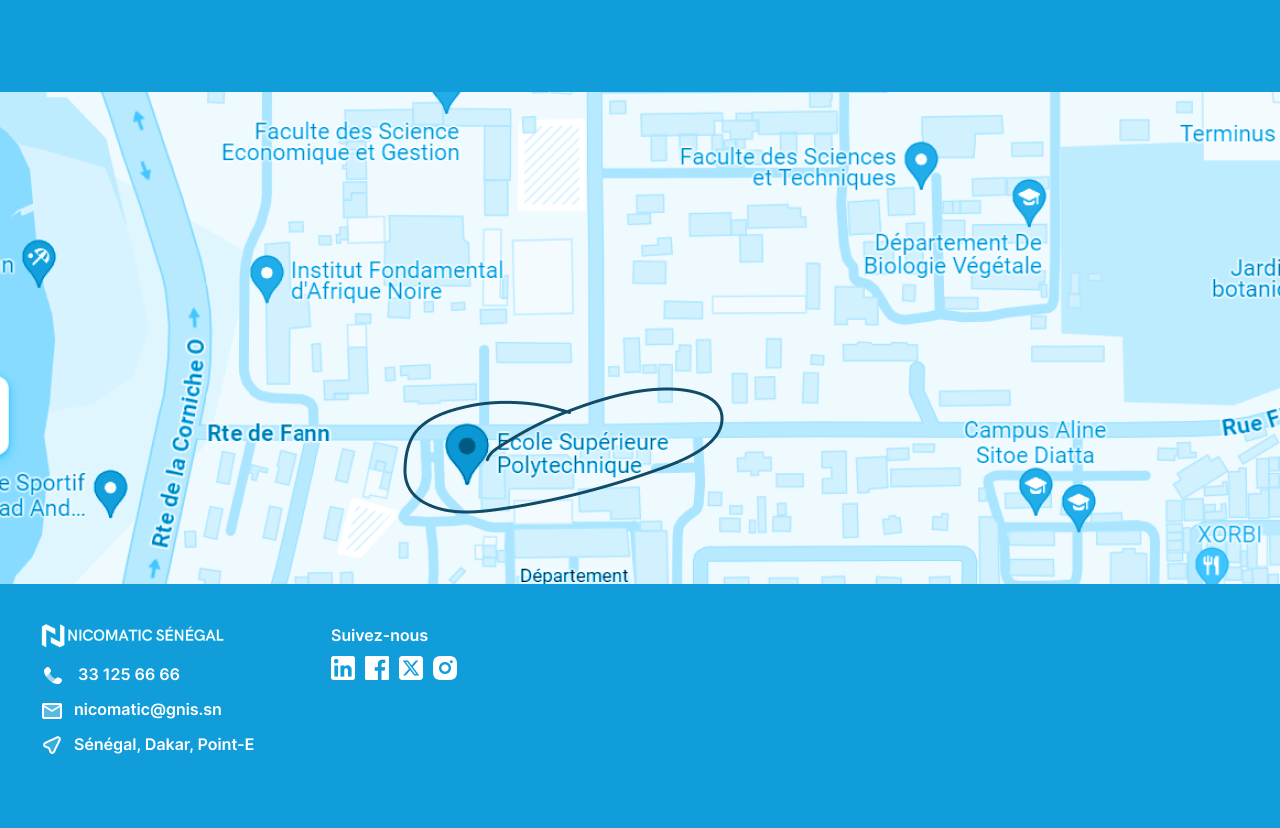 Faculte des Science
Economique et Gestion
Faculte des Sciences
et Techniques
Terminus
Département De
Biologie Végétale
Institut Fondamental
d'Afrique Noire
Jardi
botanic
n
Rte de la Corniche O
Rte de Fann
Ecole Supérieure
Polytechnique
Campus Aline
Sitoe Diatta
Rue F
e Sportif
ad And...
XORBI
Département
NICOMATIC SÉNÉGAL
33 125 66 66
nicomatic@gnis.sn
Sénégal, Dakar, Point-E
Suivez-nous